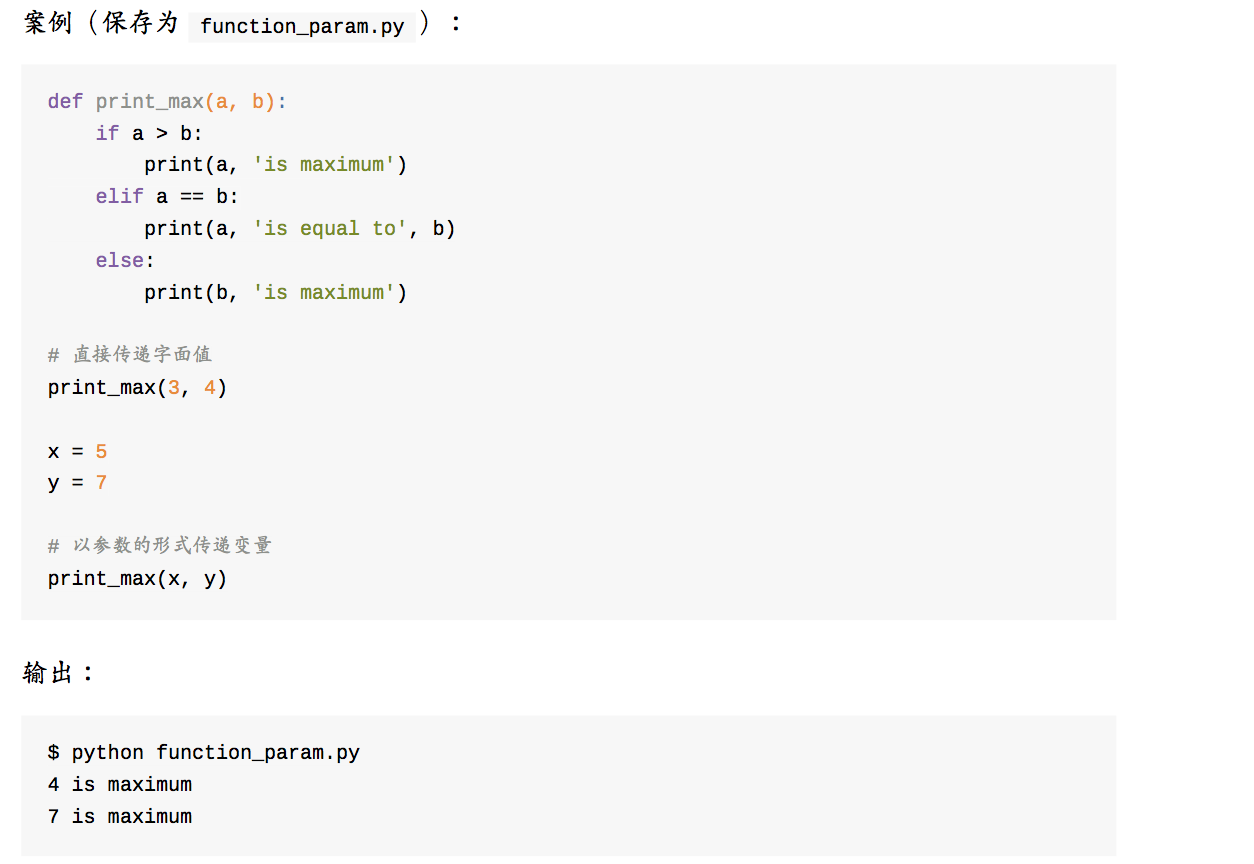 案例（保存为 function_param.py）：
def print_max(a, b):
    if a > b:
        print(a, 'is maximum')
    elif a == b:
        print(a, 'is equal to', b)
    else:
        print(b, 'is maximum')
# 直接传递字面值
print_max(3, 4)
x = 5
y = 7
# 以参数的形式传递变量
print_max(x, y)
输出：
$ python function_param.py
4 is maximum
7 is maximum